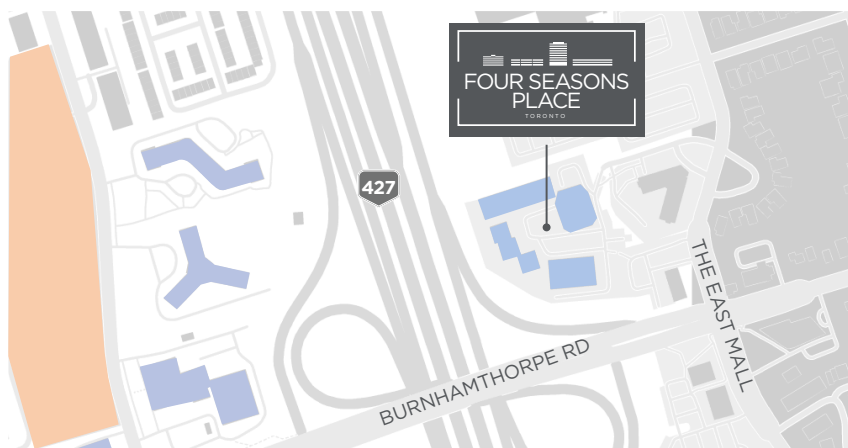 FOUR SEASONS
PLACE
TORONTO
427
THE EAST MALL
BURNHAMTHORPE RD